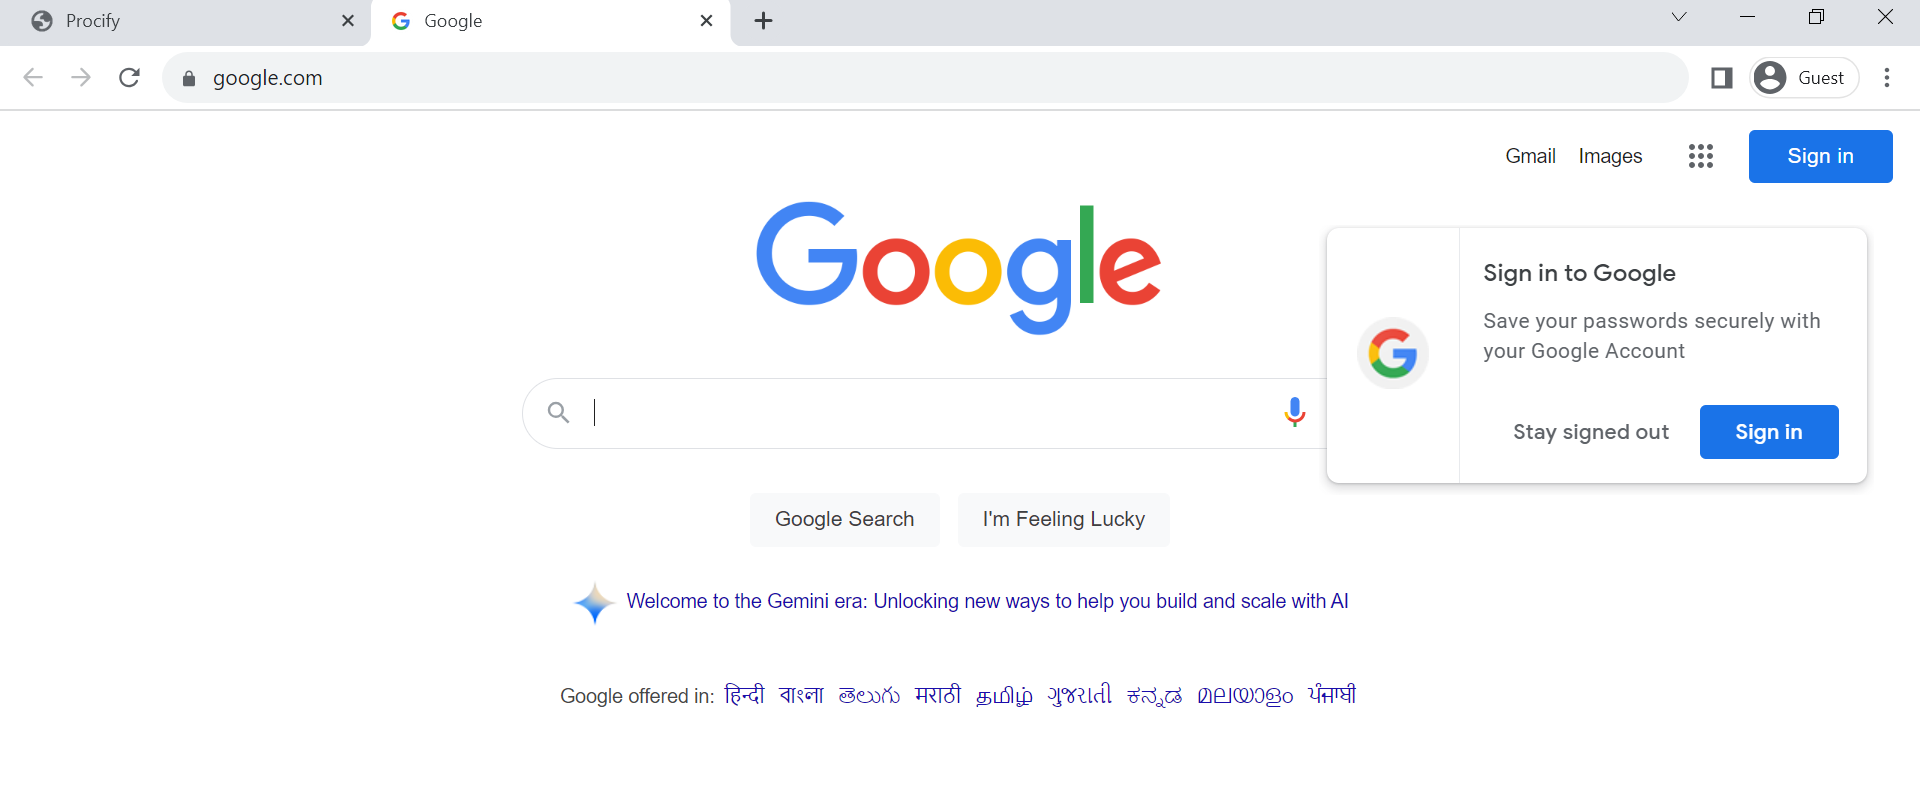 Procify
Google
google.com
Guest
Gmail Images
Sign in
Google
Sign in to Google
Save your passwords securely with
your Google Account
Stay signed out Sign in
Google Search I'm Feeling Lucky
Welcome to the Gemini era: Unlocking new ways to help you build and scale with AI
Google offered in: हिन्दी বাংলা తెలుగు मराठी தமிழ் ગુજરાતી ಕನ್ನಡ മലയാളം ਪੰਜਾਬੀ